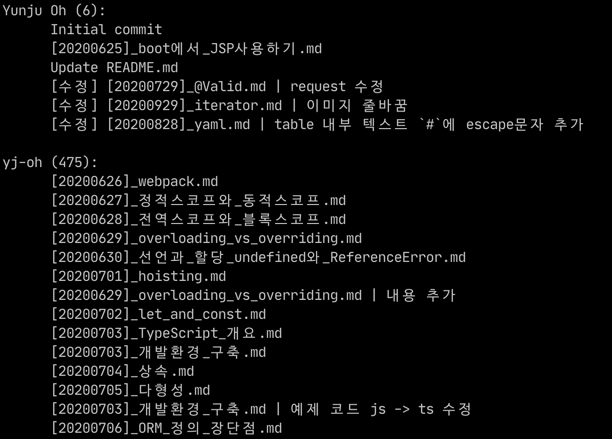 Yunju Oh (6):
Initial commit
[20200625]_boot에서_JSP사용하기.md
Update README.md
[수정] [20200729]_@Valid.md | request 수정
[수정] [20200929]_iterator.md | 이미지 줄바꿈
[수정] [20200828]_yaml.md | table 내부 텍스트 `#`에 escape문자 추가
yj-oh (475):
[20200626]_webpack.md
[20200627]_정적스코프와_동적스코프.md
[20200628]_전역스코프와_블록스코프.md
[20200629]_overloading_vs_overriding.md
[20200630]_선언과_할당_undefined와_ReferenceError.md
[20200701]_hoisting.md
[20200629]_overloading_vs_overriding.md | 내용 추가
[20200702]_let_and_const.md
[20200703]_TypeScript_개요.md
[20200703]_개발환경_구축.md
[20200704]_상속.md
[20200705]_다형성.md
[20200703]_개발환경_구축.md | 예제 코드 js -> ts 수정
[20200706]_ORM_정의_장단점.md